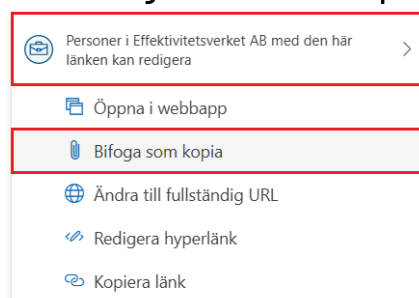 Personer i Effektivitetsverket AB med den här
länken kan redigera
Öppna i webbapp
Bifoga som kopia
Ändra till fullständig URL
Redigera hyperlänk
Kopiera länk